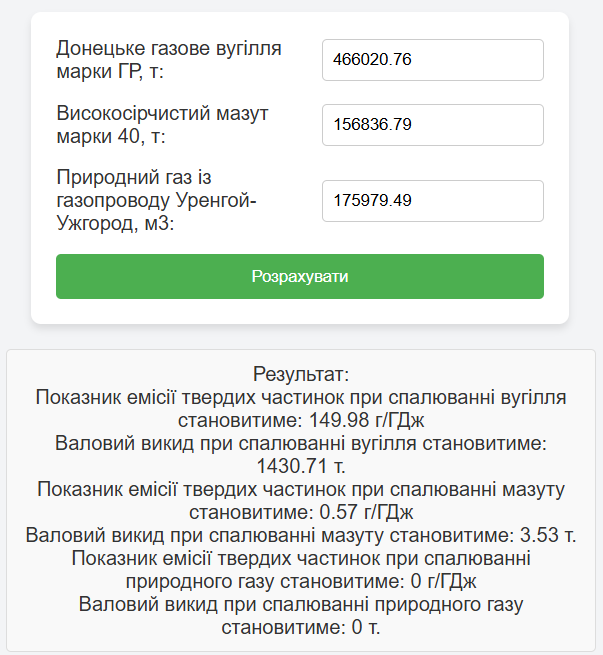 Донецьке газове вугілля
марки ГР, т:
466020.76
Високосірчистий мазут
марки 40, т:
156836.79
Природний газ із
газопроводу Уренгой-
Ужгород, м3:
175979.49
Розрахувати
Результат:
Показник емісії твердих частинок при спалюванні вугілля
становитиме: 149.98 г/ГДж
Валовий викид при спалюванні вугілля становитиме:
1430.71 т.
Показник емісії твердих частинок при спалюванні мазуту
становитиме: 0.57 г/ГДж
Валовий викид при спалюванні мазуту становитиме: 3.53 т.
Показник емісії твердих частинок при спалюванні
природного газу становитиме: 0 г/ГДж
Валовий викид при спалюванні природного газу
становитиме: 0 т.